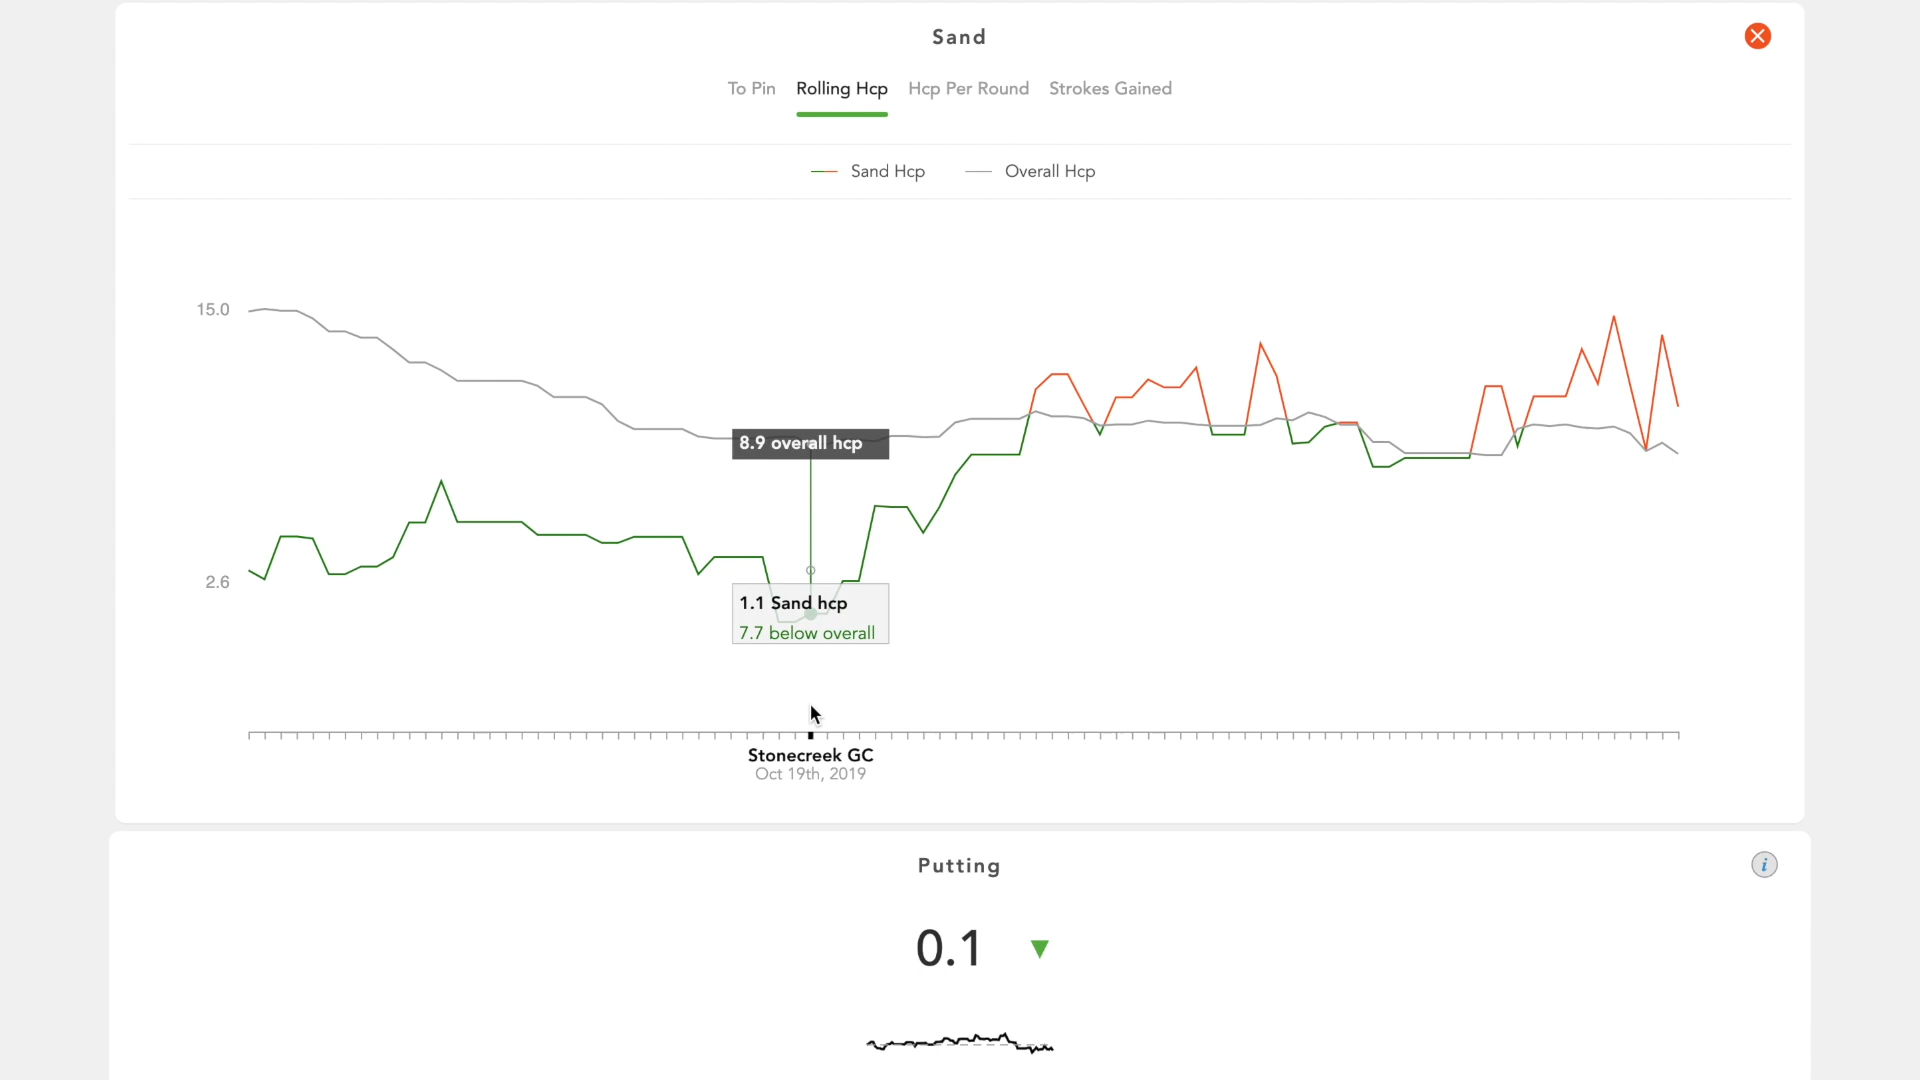 Sand
To Pin Rolling Hcp Hcp Per Round Strokes Gained
Sand Hcp Overall Hcp
15.0
8.9 overall hcp
2.6
1.1 Sand hcp
7.7 below overall
Stonecreek GC
Oct 19th, 2019
Putting
i
0.1